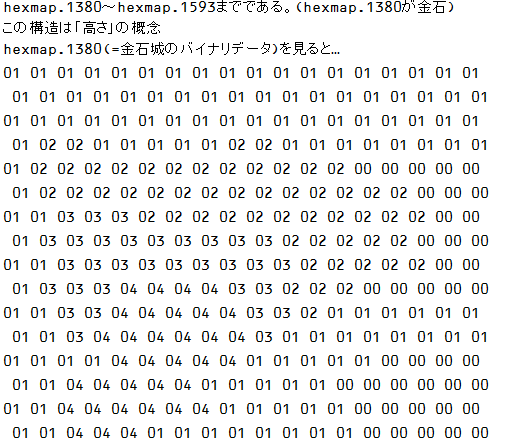 hexmap.1380～hexmap.1593までである。(hexmap.1380が金石)
この構造は「高さ」の概念
hexmap.1380(=金石城のバイナリデータ)を見ると…
01 01 01 01 01 01 01 01 01 01 01 01 01 01 01 01 01 01
01 01 01 01 01 01 01 01 01 01 01 01 01 01 01 01 01 01
01 01 01 01 01 01 01 01 01 01 01 01 01 01 01 01 01 01
01 02 02 01 01 01 01 01 02 02 01 01 01 01 01 01 01 01
01 02 02 02 02 02 02 02 02 02 02 02 02 00 00 00 00 00
01 02 02 02 02 02 02 02 02 02 02 02 02 02 02 00 00 00
01 01 03 03 03 02 02 02 02 02 02 02 02 02 02 02 00 00
01 03 03 03 03 03 03 03 03 03 02 02 02 02 02 00 00 00
01 01 03 03 03 03 03 03 03 03 03 02 02 02 02 00 00 00
01 03 03 03 04 04 04 04 03 03 02 02 02 00 00 00 00 00
01 01 03 03 04 04 04 04 04 03 03 02 01 01 01 01 01 01
01 01 03 04 04 04 04 04 03 03 01 01 01 01 01 01 01 01
01 01 01 04 04 04 04 04 04 03 01 01 01 01 00 00 00 00
01 01 04 04 04 04 04 01 01 01 01 01 00 00 00 00 00 00
01 01 04 04 04 04 04 04 01 01 01 01 01 00 00 00 00 00
01 01 04 04 04 01 01 01 01 01 01 01 01 00 00 00 00 00